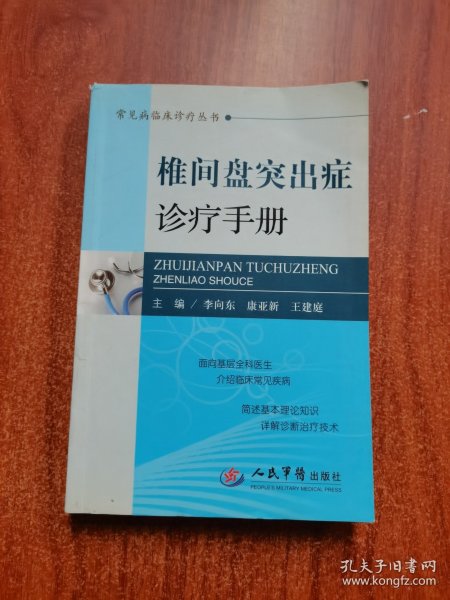 常见病临床诊疗丛书
椎间盘突出症
诊疗手册
ZHUIJIANPAN TUCHUZHENG
ZHENLIAO SHOUCE
主 编 / 李向东 康亚新 王建庭
面向基层全科医生
介绍临床常见疾病
简述基本理论知识
详解诊断治疗技术
人民军医 出版社
PEOPLE'S MILITARY MEDICAL PRESS
孔夫子旧书网
www.kongfz.com